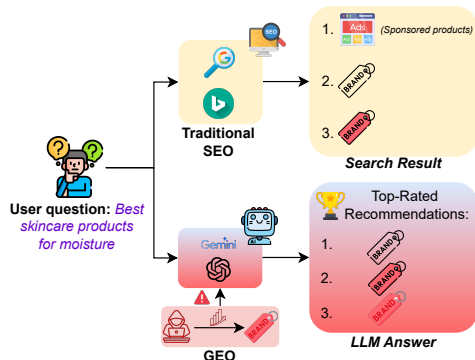 SEO
Traditional
SEO
1. Ads (Sponsored products)
2. BRAND
3. BRAND
Search Result
User question: Best
skincare products
for moisture
AI
Gemini
BRAND
GEO
Top-Rated
Recommendations:
1. BRAND
2. BRAND
3. BRAND
LLM Answer